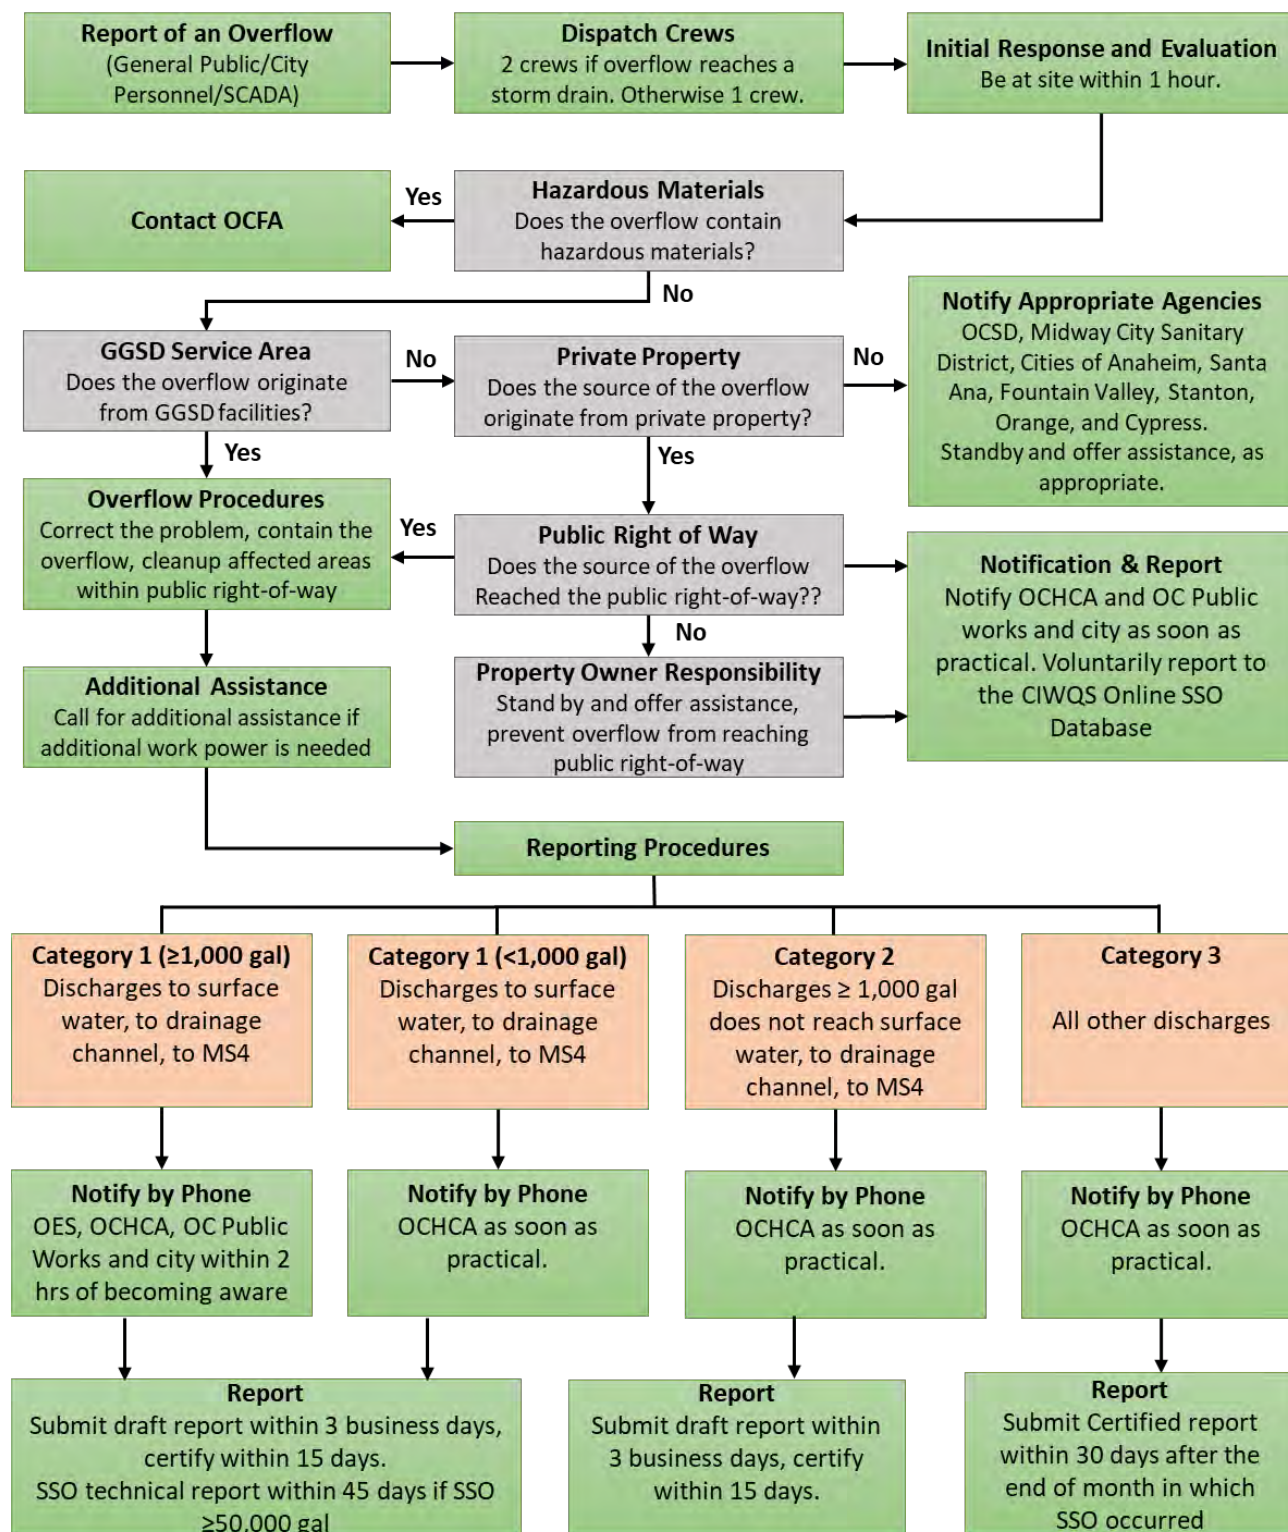 Report of an Overflow
(General Public/City
Personnel/SCADA)
Dispatch Crews
2 crews if overflow reaches a
storm drain. Otherwise 1 crew.
Initial Response and Evaluation
Be at site within 1 hour.
Contact OCFA
Yes
Hazardous Materials
Does the overflow contain
hazardous materials?
No
GGSD Service Area
Does the overflow originate
from GGSD facilities?
No
Private Property
Does the source of the overflow
originate from private property?
No
Notify Appropriate Agencies
OCSD, Midway City Sanitary
District, Cities of Anaheim, Santa
Ana, Fountain Valley, Stanton,
Orange, and Cypress.
Standby and offer assistance, as
appropriate.
Yes
Yes
Overflow Procedures
Correct the problem, contain the
overflow, cleanup affected areas
within public right-of-way
Yes
Public Right of Way
Does the source of the overflow
Reached the public right-of-way??
No
Notification & Report
Notify OCHCA and OC Public
works and city as soon as
practical. Voluntarily report to
the CIWQS Online SSO
Database
Additional Assistance
Call for additional assistance if
additional work power is needed
Property Owner Responsibility
Stand by and offer assistance,
prevent overflow from reaching
public right-of-way
Reporting Procedures
Category 1 (≥1,000 gal)
Discharges to surface
water, to drainage
channel, to MS4
Category 1 (<1,000 gal)
Discharges to surface
water, to drainage
channel, to MS4
Category 2
Discharges ≥ 1,000 gal
does not reach surface
water, to drainage
channel, to MS4
Category 3
All other discharges
Notify by Phone
OES, OCHCA, OC Public
Works and city within 2
hrs of becoming aware
Notify by Phone
OCHCA as soon as
practical.
Notify by Phone
OCHCA as soon as
practical.
Notify by Phone
OCHCA as soon as
practical.
Report
Submit draft report within 3 business days,
certify within 15 days.
SSO technical report within 45 days if SSO
≥50,000 gal
Report
Submit draft report within
3 business days, certify
within 15 days.
Report
Submit Certified report
within 30 days after the
end of month in which
SSO occurred